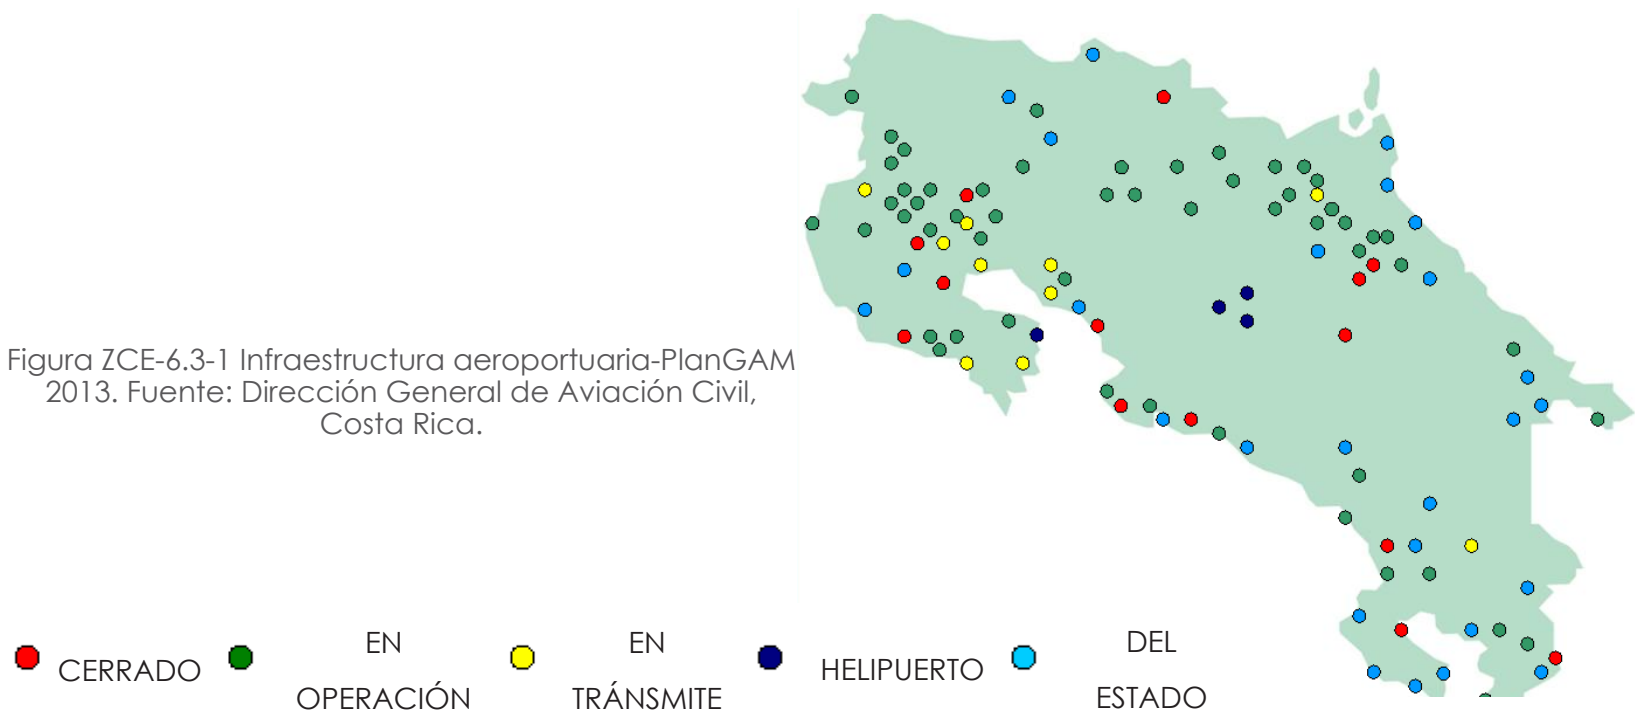 Figura ZCE-6.3-1 Infraestructura aeroportuaria-PlanGAM
2013. Fuente: Dirección General de Aviación Civil,
Costa Rica.
CERRADO
EN
OPERACIÓN
EN
TRÁNSMITE
HELIPUERTO
DEL
ESTADO